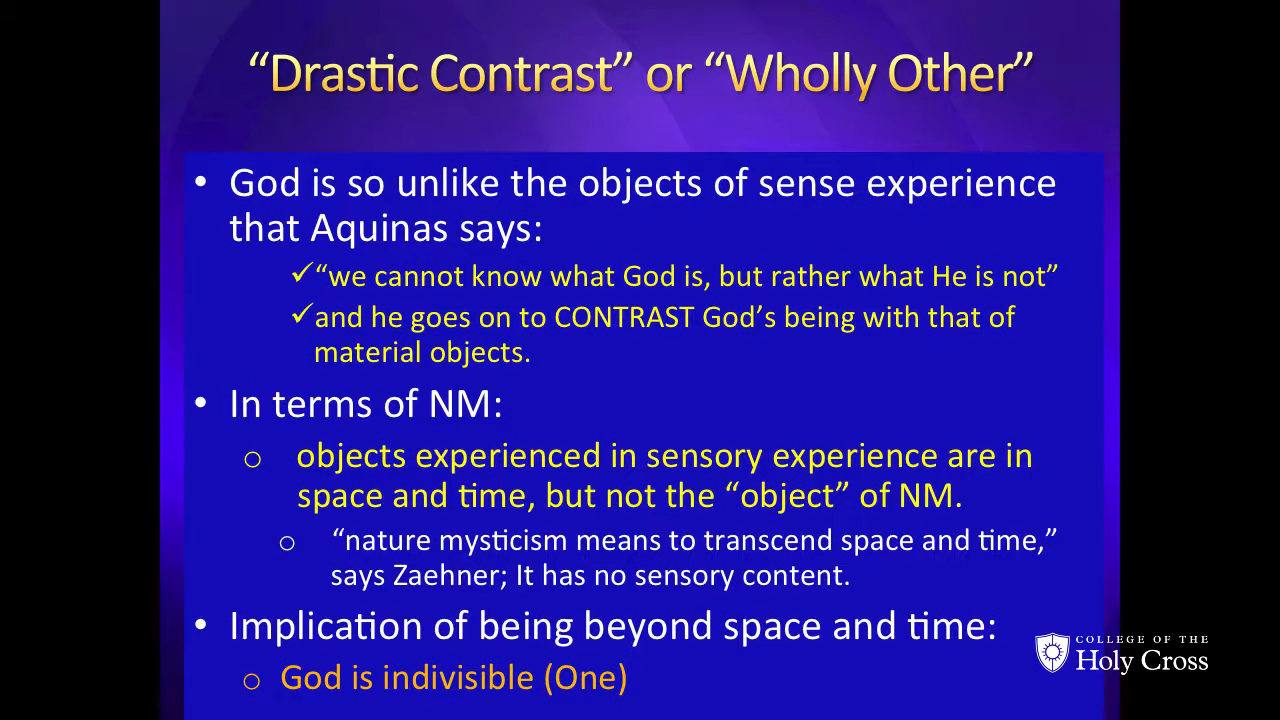 “Drastic Contrast” or “Wholly Other”
• God is so unlike the objects of sense experience
that Aquinas says:
✓“we cannot know what God is, but rather what He is not”
✓and he goes on to CONTRAST God’s being with that of
material objects.
• In terms of NM:
o objects experienced in sensory experience are in
space and time, but not the “object” of NM.
o “nature mysticism means to transcend space and time,”
says Zaehner; It has no sensory content.
• Implication of being beyond space and time:
o God is indivisible (One)
COLLEGE OF THE
Holy Cross